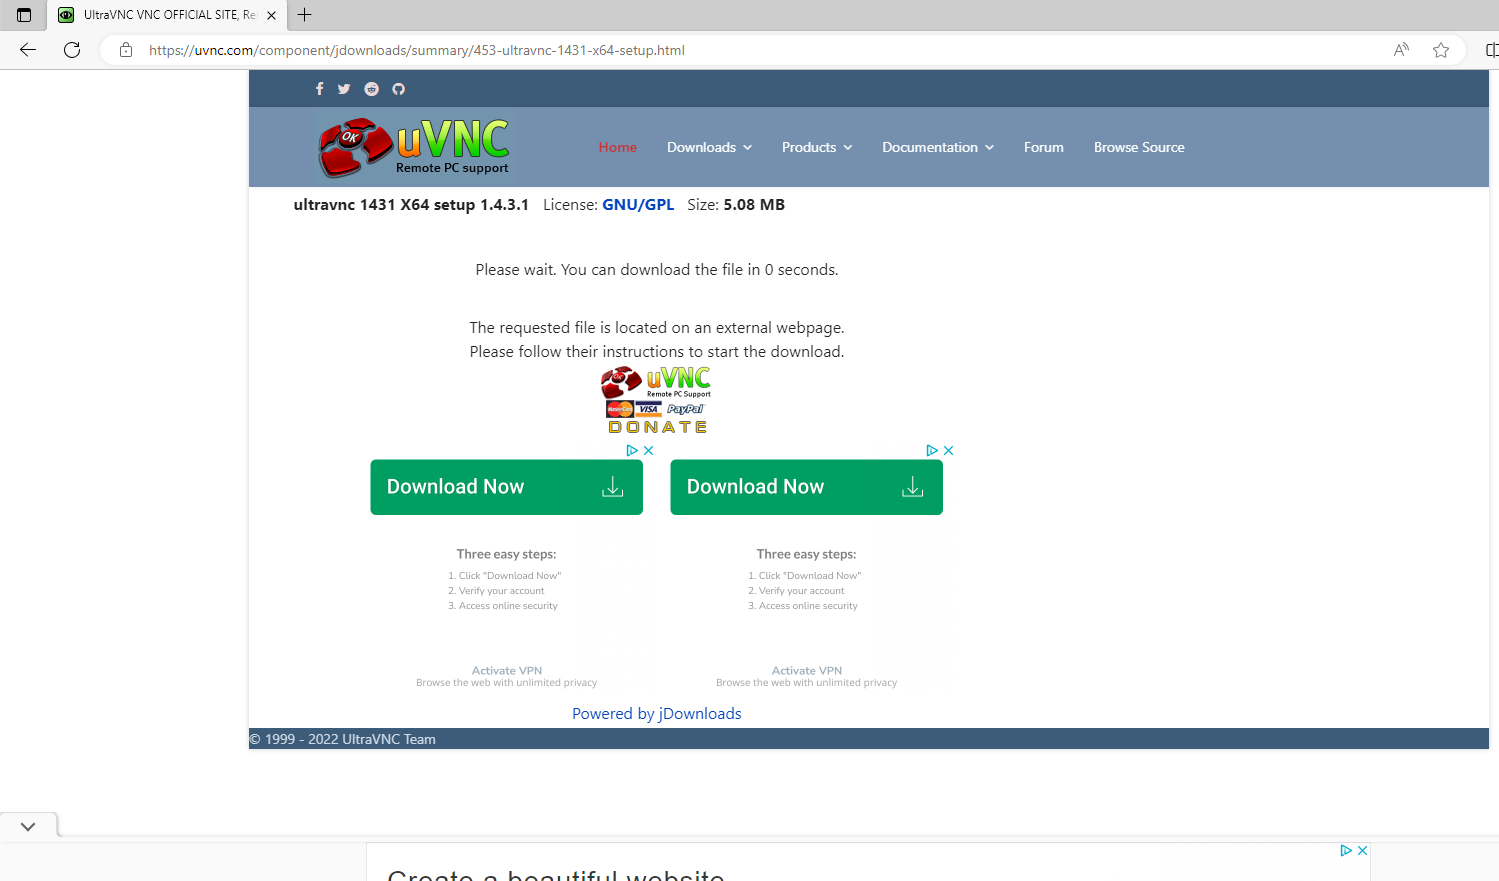 UltraVNC VNC OFFICIAL SITE, Re
https://uvnc.com/component/jdownloads/summary/453-ultravnc-1431-x64-setup.html
OK uVNC
Remote PC support
Home Downloads Products Documentation Forum Browse Source
ultravnc 1431 X64 setup 1.4.3.1 License: GNU/GPL Size: 5.08 MB
Please wait. You can download the file in 0 seconds.
The requested file is located on an external webpage.
Please follow their instructions to start the download.
OK uVNC
Remote PC Support
MasterCard VISA PayPal
DONATE
Download Now
Three easy steps:
1. Click "Download Now"
2. Verify your account
3. Access online security
Activate VPN
Browse the web with unlimited privacy
Download Now
Three easy steps:
1. Click "Download Now"
2. Verify your account
3. Access online security
Activate VPN
Browse the web with unlimited privacy
Powered by jDownloads
© 1999 - 2022 UltraVNC Team
Create a beautiful website